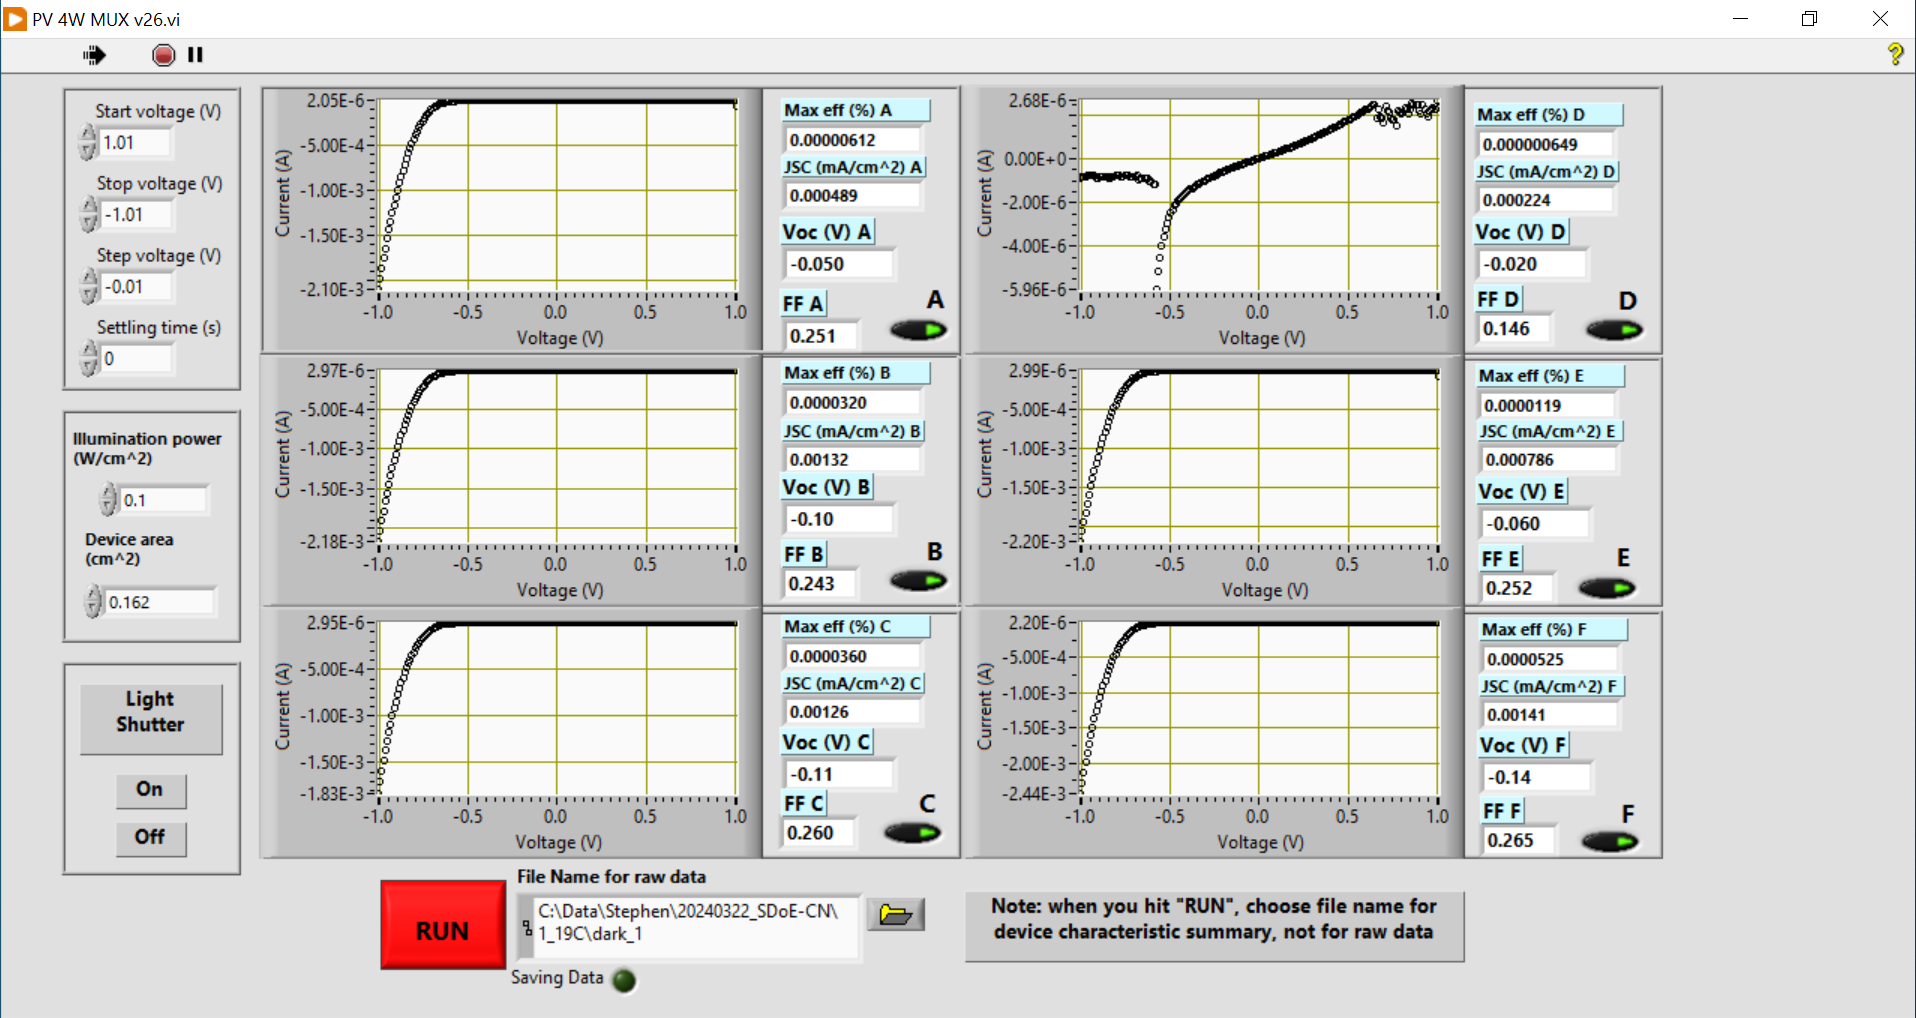 PV 4W MUX v26.vi
Start voltage (V)
1.01
Stop voltage (V)
-1.01
Step voltage (V)
-0.01
Settling time (s)
0
Illumination power
(W/cm^2)
0.1
Device area
(cm^2)
0.162
Light
Shutter
On
Off
2.05E-6
-5.00E-4
-1.00E-3
-1.50E-3
-2.10E-3
Current (A)
-1.0 -0.5 0.0 0.5 1.0
Voltage (V)
Max eff (%) A
0.00000612
JSC (mA/cm^2) A
0.000489
Voc (V) A
-0.050
FF A
0.251
A
2.68E-6
0.00E+0
-2.00E-6
-4.00E-6
-5.96E-6
Current (A)
-1.0 -0.5 0.0 0.5 1.0
Voltage (V)
Max eff (%) D
0.000000649
JSC (mA/cm^2) D
0.000224
Voc (V) D
-0.020
FF D
0.146
D
2.97E-6
-5.00E-4
-1.00E-3
-1.50E-3
-2.18E-3
Current (A)
-1.0 -0.5 0.0 0.5 1.0
Voltage (V)
Max eff (%) B
0.0000320
JSC (mA/cm^2) B
0.00132
Voc (V) B
-0.10
FF B
0.243
B
2.99E-6
-5.00E-4
-1.00E-3
-1.50E-3
-2.20E-3
Current (A)
-1.0 -0.5 0.0 0.5 1.0
Voltage (V)
Max eff (%) E
0.0000119
JSC (mA/cm^2) E
0.000786
Voc (V) E
-0.060
FF E
0.252
E
2.95E-6
-5.00E-4
-1.00E-3
-1.50E-3
-1.83E-3
Current (A)
-1.0 -0.5 0.0 0.5 1.0
Voltage (V)
Max eff (%) C
0.0000360
JSC (mA/cm^2) C
0.00126
Voc (V) C
-0.11
FF C
0.260
C
2.20E-6
-5.00E-4
-1.00E-3
-1.50E-3
-2.00E-3
-2.44E-3
Current (A)
-1.0 -0.5 0.0 0.5 1.0
Voltage (V)
Max eff (%) F
0.0000525
JSC (mA/cm^2) F
0.00141
Voc (V) F
-0.14
FF F
0.265
F
RUN
File Name for raw data
C:\Data\Stephen\20240322_SDoE-CN\
1_19C\dark_1
Saving Data
Note: when you hit "RUN", choose file name for
device characteristic summary, not for raw data